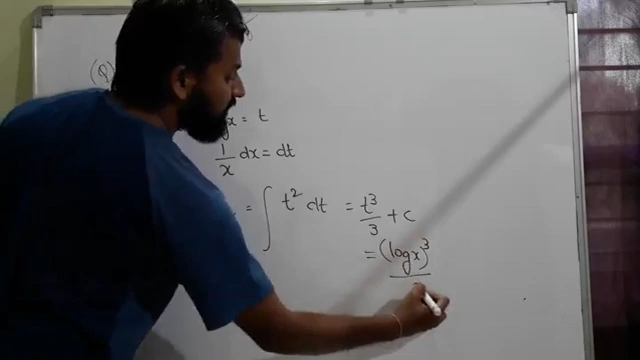 (Q)
x = t
1/x dx = dt
= ∫ t² dt = t³/3 + c
= (log x)³